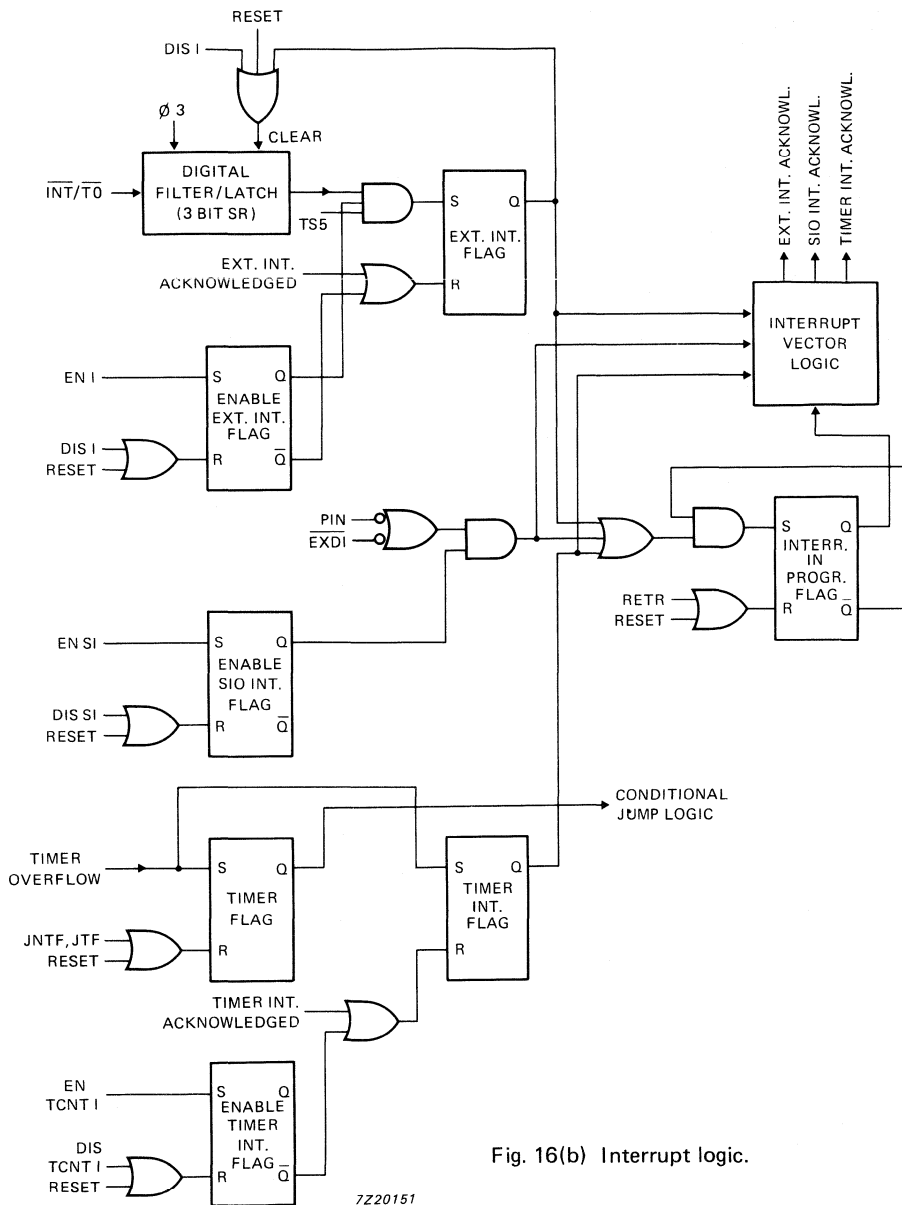 RESET
DIS I
Ø 3
CLEAR
INT/T0
DIGITAL
FILTER/LATCH
(3 BIT SR)
TS5
S
Q
EXT. INT.
FLAG
R
EXT. INT.
ACKNOWLEDGED
EXT. INT. ACKNOWL.
SIO INT. ACKNOWL.
TIMER INT. ACKNOWL.
INTERRUPT
VECTOR
LOGIC
EN I
S
Q
ENABLE
EXT. INT.
FLAG
R
Q
DIS I
RESET
PIN
EXDI
S
Q
INTERR.
IN
PROGR.
FLAG
R
Q
RETR
RESET
EN SI
S
Q
ENABLE
SIO INT.
FLAG
R
Q
DIS SI
RESET
CONDITIONAL
JUMP LOGIC
TIMER
OVERFLOW
S
Q
TIMER
FLAG
R
JNTF, JTF
RESET
S
Q
TIMER
INT.
FLAG
R
TIMER INT.
ACKNOWLEDGED
EN
TCNT I
S
Q
ENABLE
TIMER
INT.
FLAG
R
Q
DIS
TCNT I
RESET
Fig. 16(b) Interrupt logic.
7Z20151